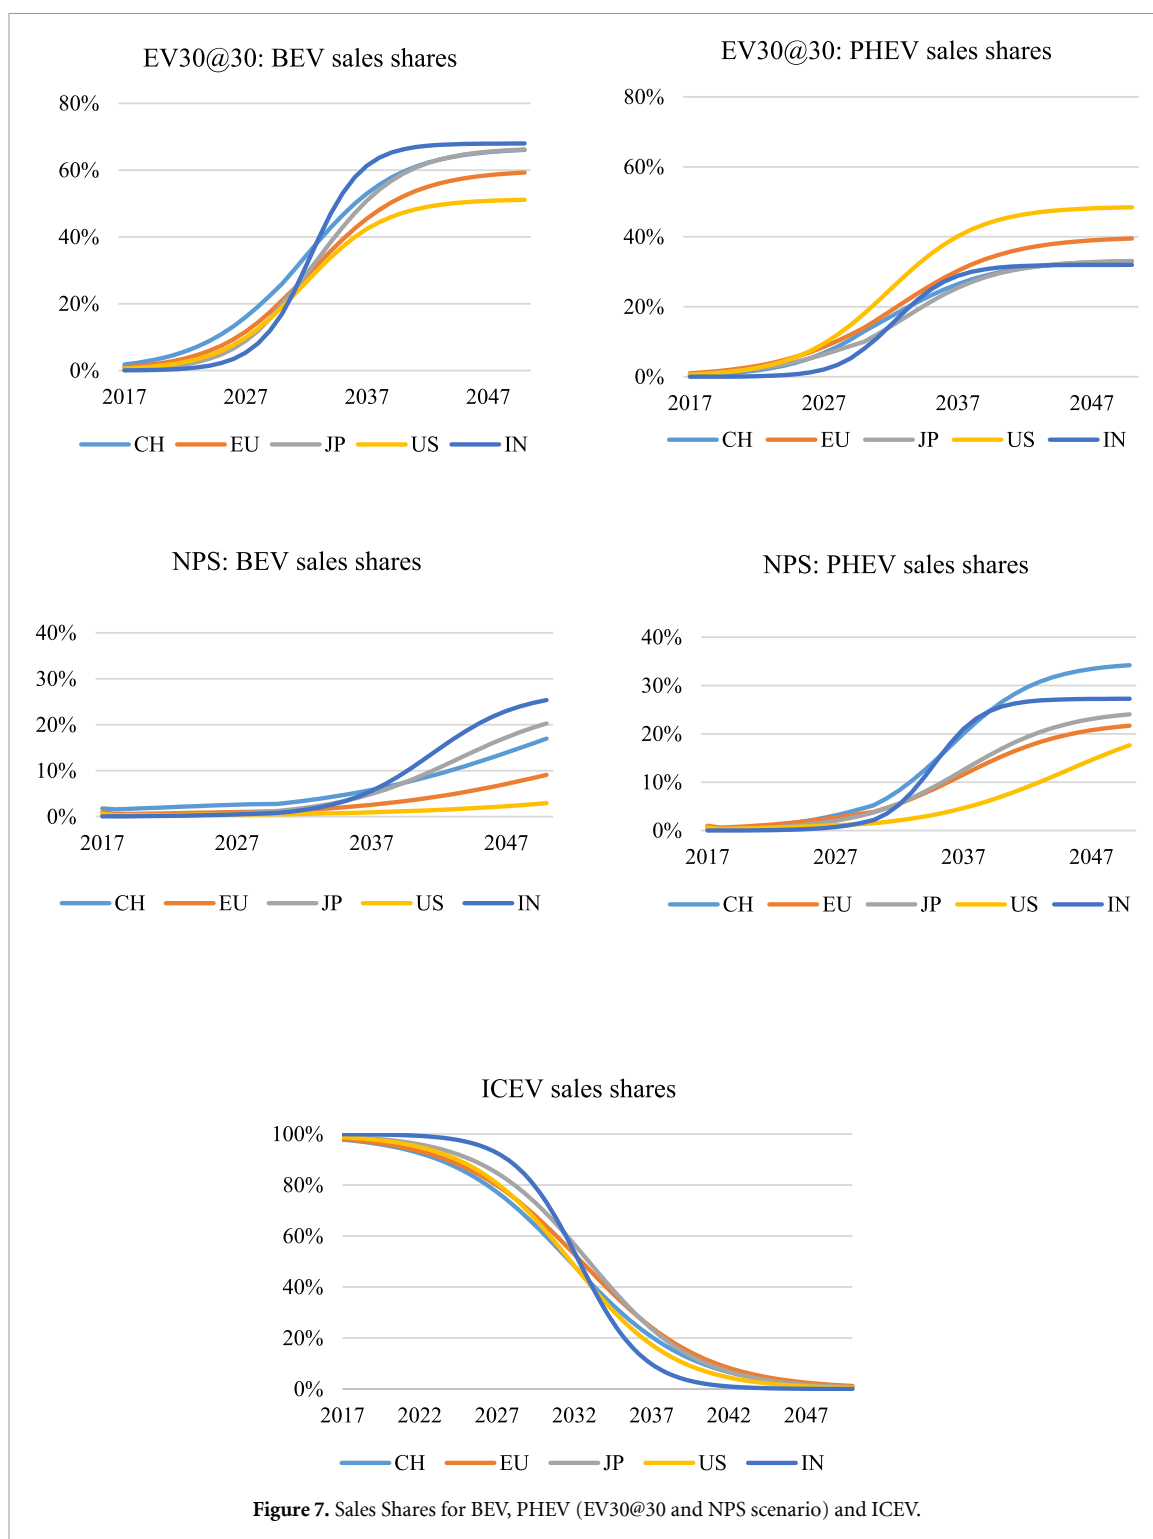 EV30@30: BEV sales shares
80%
60%
40%
20%
0%
2017 2027 2037 2047
CH EU JP US IN
EV30@30: PHEV sales shares
80%
60%
40%
20%
0%
2017 2027 2037 2047
CH EU JP US IN
NPS: BEV sales shares
40%
30%
20%
10%
0%
2017 2027 2037 2047
CH EU JP US IN
NPS: PHEV sales shares
40%
30%
20%
10%
0%
2017 2027 2037 2047
CH EU JP US IN
ICEV sales shares
100%
80%
60%
40%
20%
0%
2017 2022 2027 2032 2037 2042 2047
CH EU JP US IN
Figure 7. Sales Shares for BEV, PHEV (EV30@30 and NPS scenario) and ICEV.